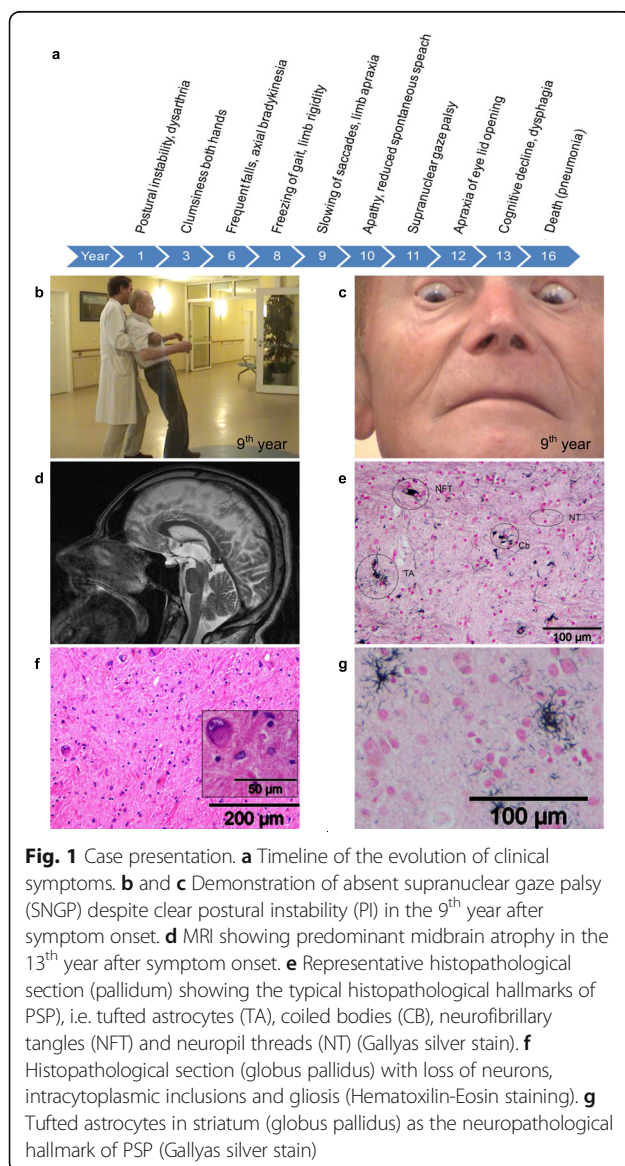 a
Postural instability, dysarthria
Clumsiness both hands
Frequent falls, axial bradykinesia
Freezing of gait, limb rigidity
Slowing of saccades, limb apraxia
Apathy, reduced spontaneous speach
Supranuclear gaze palsy
Apraxia of eye lid opening
Cognitive decline, dysphagia
Death (pneumonia)
Year 1 3 6 8 9 10 11 12 13 16
b
9th year
c
9th year
d
e
NFT
NT
Cb
TA
100 µm
f
50 µm
200 µm
g
100 µm
Fig. 1 Case presentation. a Timeline of the evolution of clinical
symptoms. b and c Demonstration of absent supranuclear gaze palsy
(SNGP) despite clear postural instability (PI) in the 9th year after
symptom onset. d MRI showing predominant midbrain atrophy in the
13th year after symptom onset. e Representative histopathological
section (pallidum) showing the typical histopathological hallmarks of
PSP), i.e. tufted astrocytes (TA), coiled bodies (CB), neurofibrillary
tangles (NFT) and neuropil threads (NT) (Gallyas silver stain). f
Histopathological section (globus pallidus) with loss of neurons,
intracytoplasmic inclusions and gliosis (Hematoxilin-Eosin staining). g
Tufted astrocytes in striatum (globus pallidus) as the neuropathological
hallmark of PSP (Gallyas silver stain)